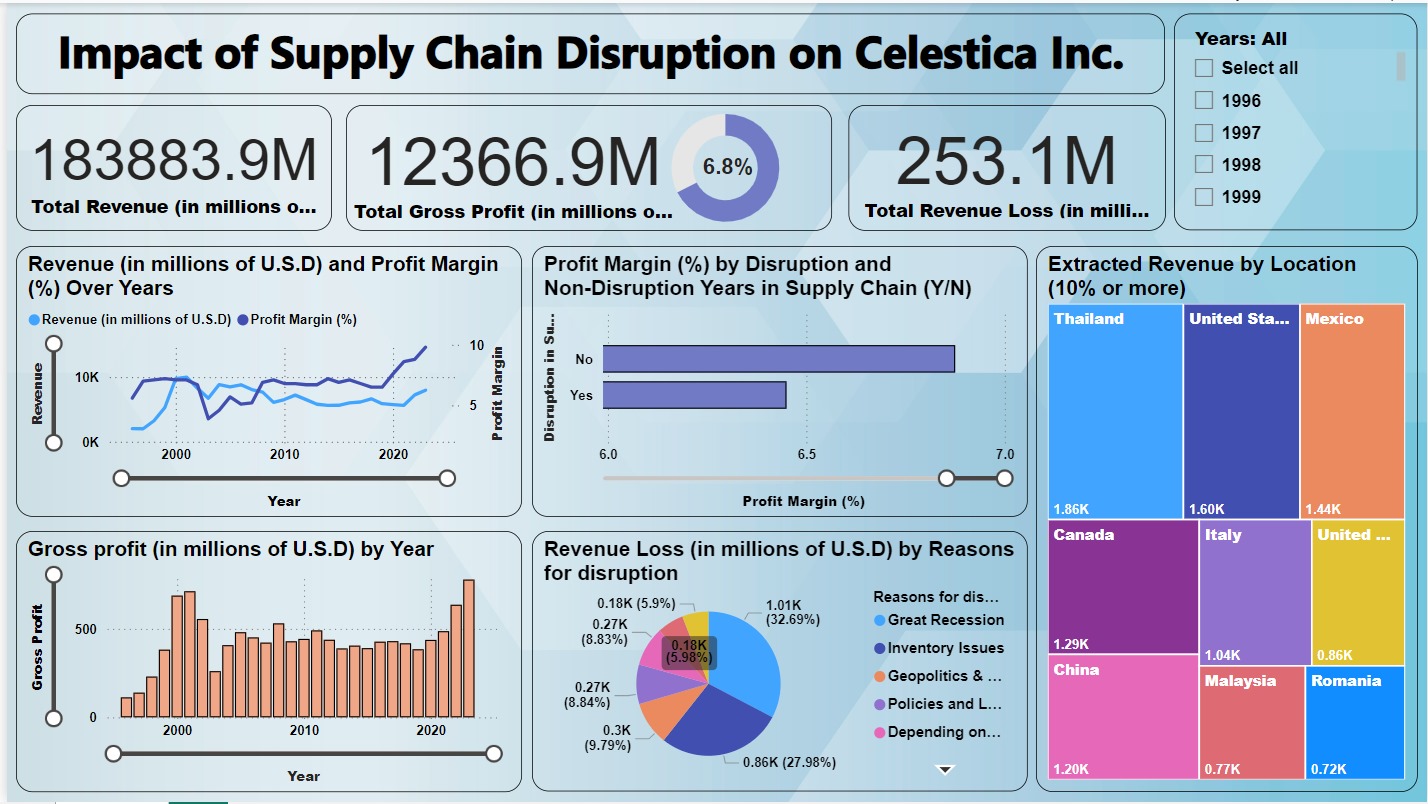 Impact of Supply Chain Disruption on Celestica Inc.
Years: All
Select all
1996
1997
1998
1999
183883.9M
Total Revenue (in millions o...
12366.9M
Total Gross Profit (in millions o...
6.8%
253.1M
Total Revenue Loss (in milli...
Revenue (in millions of U.S.D) and Profit Margin
(%) Over Years
Revenue (in millions of U.S.D)
Profit Margin (%)
Revenue
10K
0K
10
5
Profit Margin
2000
2010
2020
Year
Profit Margin (%) by Disruption and
Non-Disruption Years in Supply Chain (Y/N)
Disruption in Su...
No
Yes
6.0
6.5
7.0
Profit Margin (%)
Extracted Revenue by Location
(10% or more)
Thailand
1.86K
United Sta...
1.60K
Mexico
1.44K
Canada
1.29K
Italy
1.04K
United ...
0.86K
China
1.20K
Malaysia
0.77K
Romania
0.72K
Gross profit (in millions of U.S.D) by Year
Gross Profit
500
0
2000
2010
2020
Year
Revenue Loss (in millions of U.S.D) by Reasons
for disruption
0.18K (5.9%)
1.01K
(32.69%)
0.27K
(8.83%)
0.18K
(5.98%)
0.27K
(8.84%)
0.3K
(9.79%)
0.86K (27.98%)
Reasons for dis...
Great Recession
Inventory Issues
Geopolitics & ...
Policies and L...
Depending on...